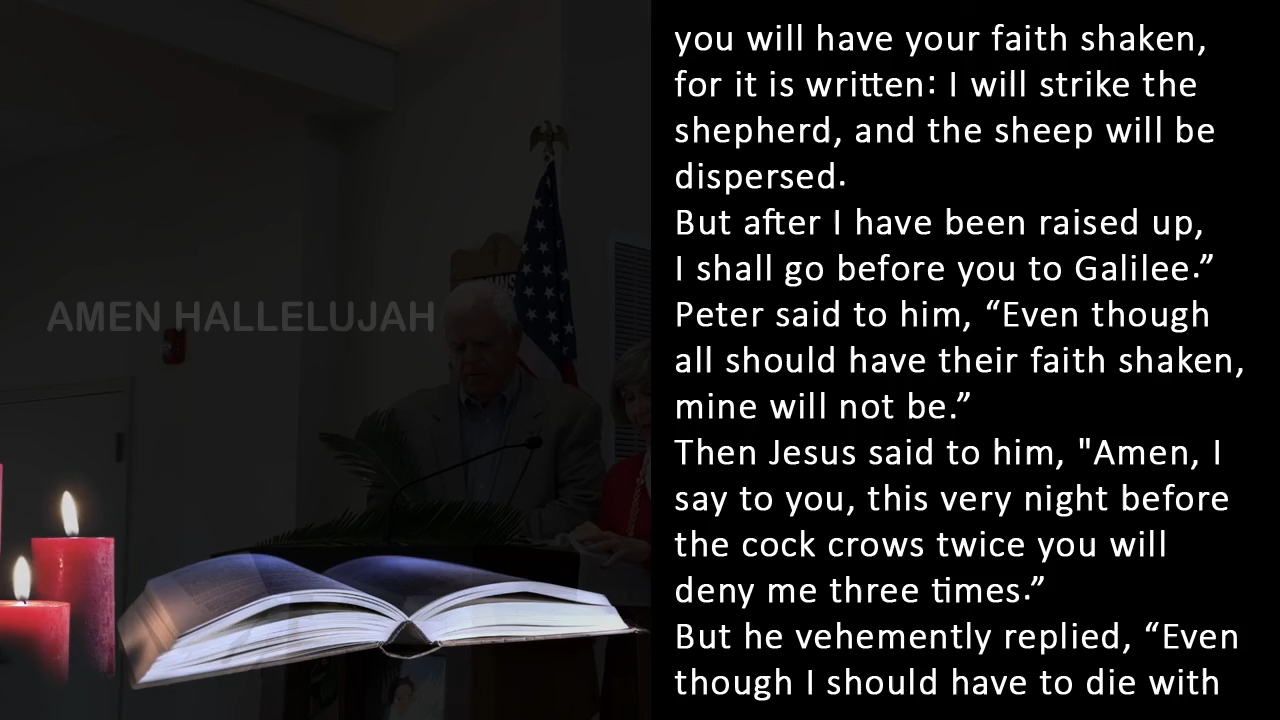 you will have your faith shaken,
for it is written: I will strike the
shepherd, and the sheep will be
dispersed.
But after I have been raised up,
I shall go before you to Galilee.”
Peter said to him, “Even though
all should have their faith shaken,
mine will not be.”
Then Jesus said to him, "Amen, I
say to you, this very night before
the cock crows twice you will
deny me three times.”
But he vehemently replied, “Even
though I should have to die with
AMEN HALLELUJAH